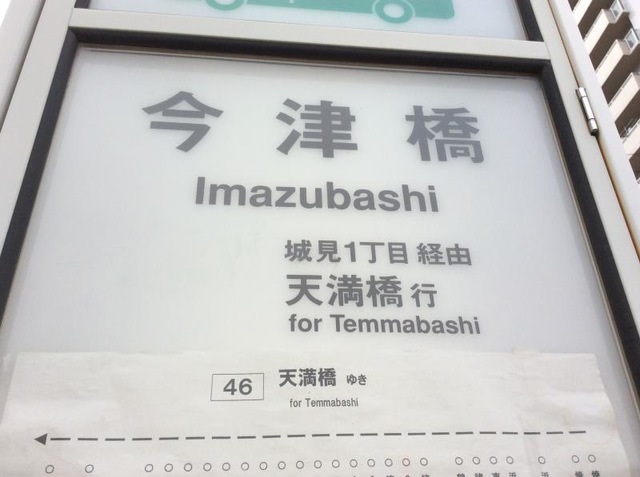 今津橋
Imazubashi
城見1丁目 経由
天満橋 行
for Temmabashi
46 天満橋 ゆき
for Temmabashi